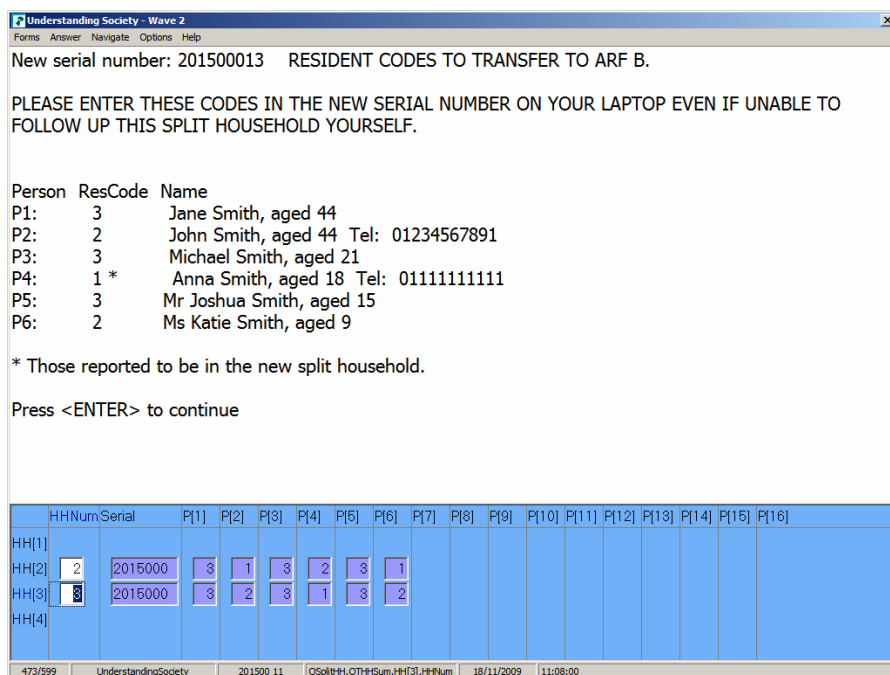 Understanding Society - Wave 2
Forms Answer Navigate Options Help
New serial number: 201500013 RESIDENT CODES TO TRANSFER TO ARF B.
PLEASE ENTER THESE CODES IN THE NEW SERIAL NUMBER ON YOUR LAPTOP EVEN IF UNABLE TO
FOLLOW UP THIS SPLIT HOUSEHOLD YOURSELF.
Person ResCode Name
P1: 3 Jane Smith, aged 44
P2: 2 John Smith, aged 44 Tel: 01234567891
P3: 3 Michael Smith, aged 21
P4: 1 * Anna Smith, aged 18 Tel: 01111111111
P5: 3 Mr Joshua Smith, aged 15
P6: 2 Ms Katie Smith, aged 9
* Those reported to be in the new split household.
Press <ENTER> to continue
HHNum Serial P[1] P[2] P[3] P[4] P[5] P[6] P[7] P[8] P[9] P[10] P[11] P[12] P[13] P[14] P[15] P[16]
HH[1]
HH[2] 2 2015000 3 1 3 2 3 1
HH[3] 3 2015000 3 2 3 1 3 2
HH[4]
473/599 UnderstandingSociety 201500 11 OSplitHH.OTHHSum.HH[3].HHNum 18/11/2009 11:08:00